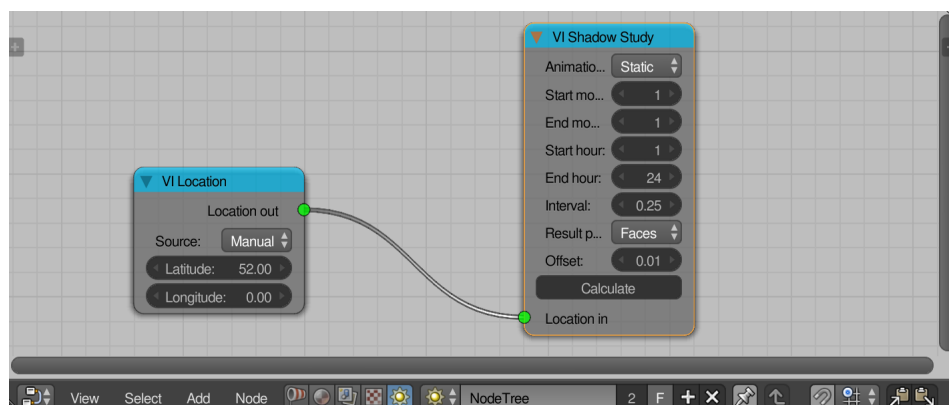 VI Shadow Study
Animatio... Static
Start mo... 1
End mo... 1
Start hour: 1
End hour: 24
Interval: 0.25
Result p... Faces
Offset: 0.01
Calculate
Location in
VI Location
Location out
Source: Manual
Latitude: 52.00
Longitude: 0.00
View Select Add Node NodeTree 2 F